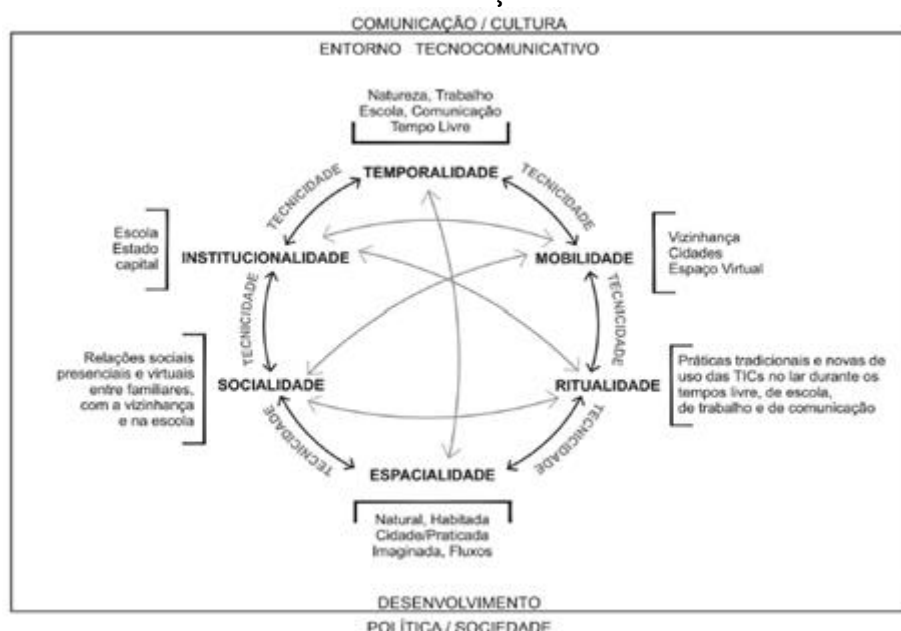 COMUNICAÇÃO / CULTURA
ENTORNO TECNOCOMUNICATIVO
Natureza, Trabalho
Escola, Comunicação
Tempo Livre
TEMPORALIDADE
TECNICIDADE
TECNICIDADE
Escola
Estado
capital
INSTITUCIONALIDADE
MOBILIDADE
Vizinhança
Cidades
Espaço Virtual
TECNICIDADE
TECNICIDADE
Relações sociais
presenciais e virtuais
entre familiares,
com a vizinhança
e na escola
SOCIALIDADE
RITUALIDADE
Práticas tradicionais e novas de
uso das TICs no lar durante os
tempos livre, de escola,
de trabalho e de comunicação
TECNICIDADE
TECNICIDADE
ESPACIALIDADE
Natural, Habitada
Cidade/Praticada
Imaginada, Fluxos
DESENVOLVIMENTO
POLÍTICA / SOCIEDADE